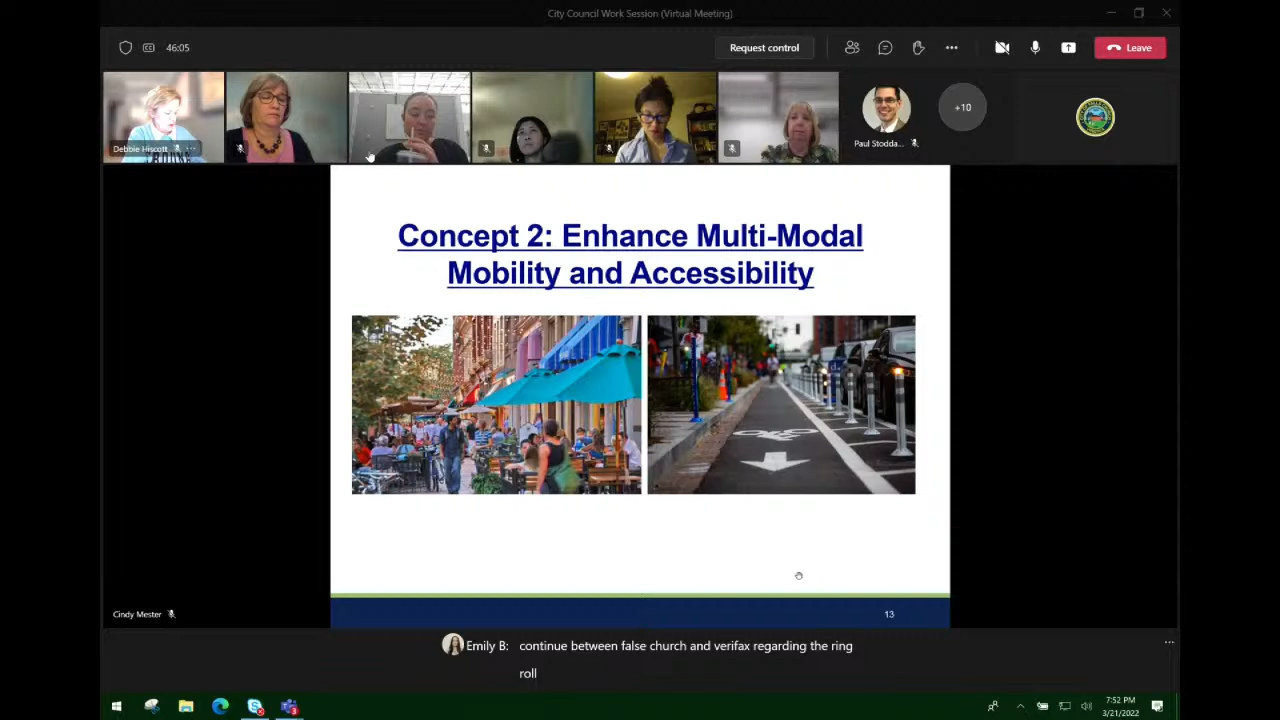 City Council Work Session (Virtual Meeting)
46:05
Request control
Leave
Debbie Hiscott
Paul Stodda...
+10
Concept 2: Enhance Multi-Modal
Mobility and Accessibility
Cindy Mester
13
Emily B: continue between false church and verifax regarding the ring
roll
7:52 PM
3/21/2022